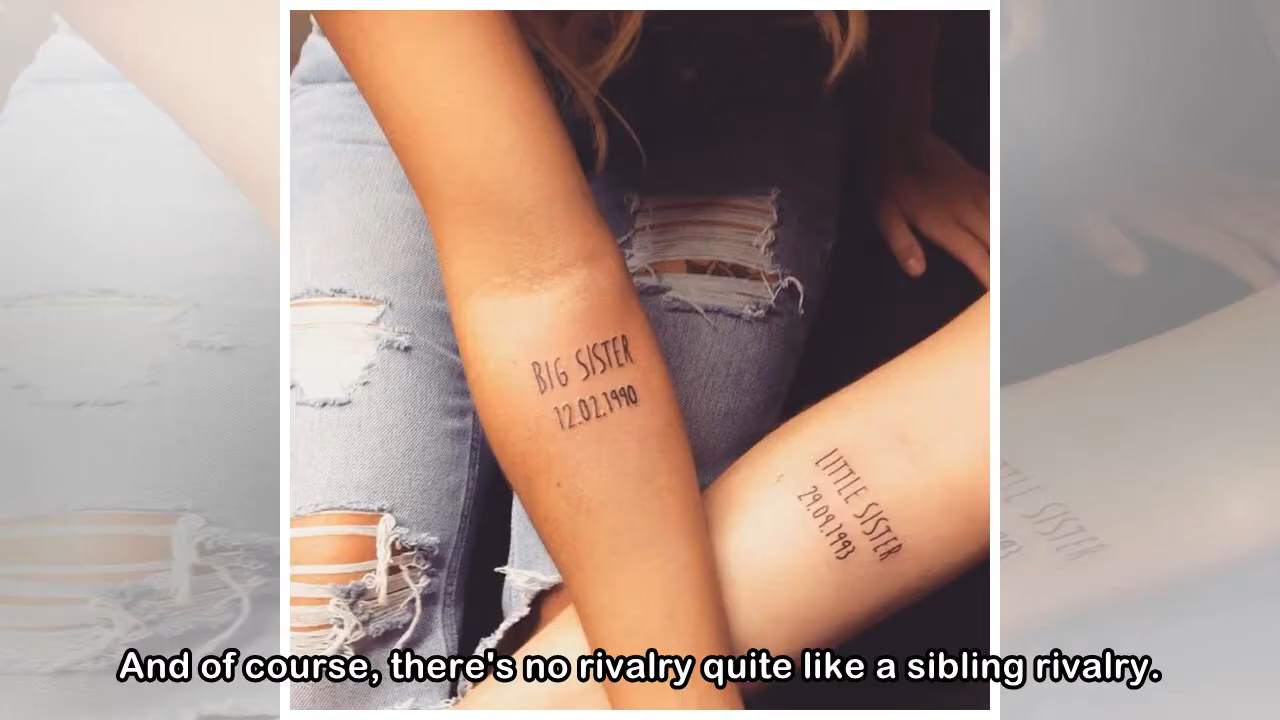 BIG SISTER
12.02.1990
LITTLE SISTER
29.09.1993
And of course, there's no rivalry quite like a sibling rivalry.